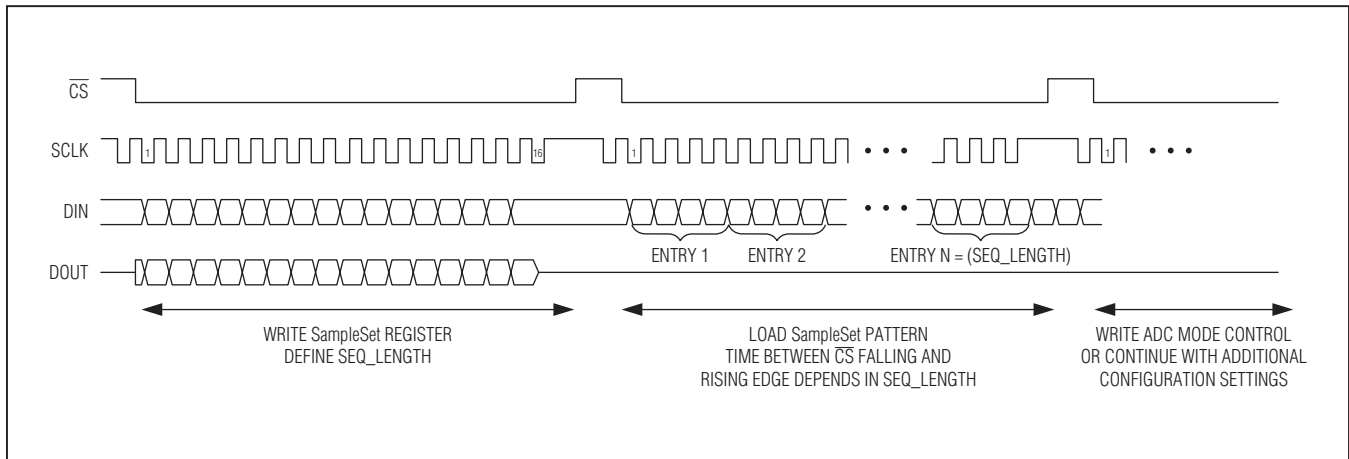 CS
SCLK
1
16
1
• • •
1
• • •
DIN
• • •
ENTRY 1
ENTRY 2
ENTRY N = (SEQ_LENGTH)
DOUT
WRITE SampleSet REGISTER
DEFINE SEQ_LENGTH
LOAD SampleSet PATTERN
TIME BETWEEN CS FALLING AND
RISING EDGE DEPENDS IN SEQ_LENGTH
WRITE ADC MODE CONTROL
OR CONTINUE WITH ADDITIONAL
CONFIGURATION SETTINGS